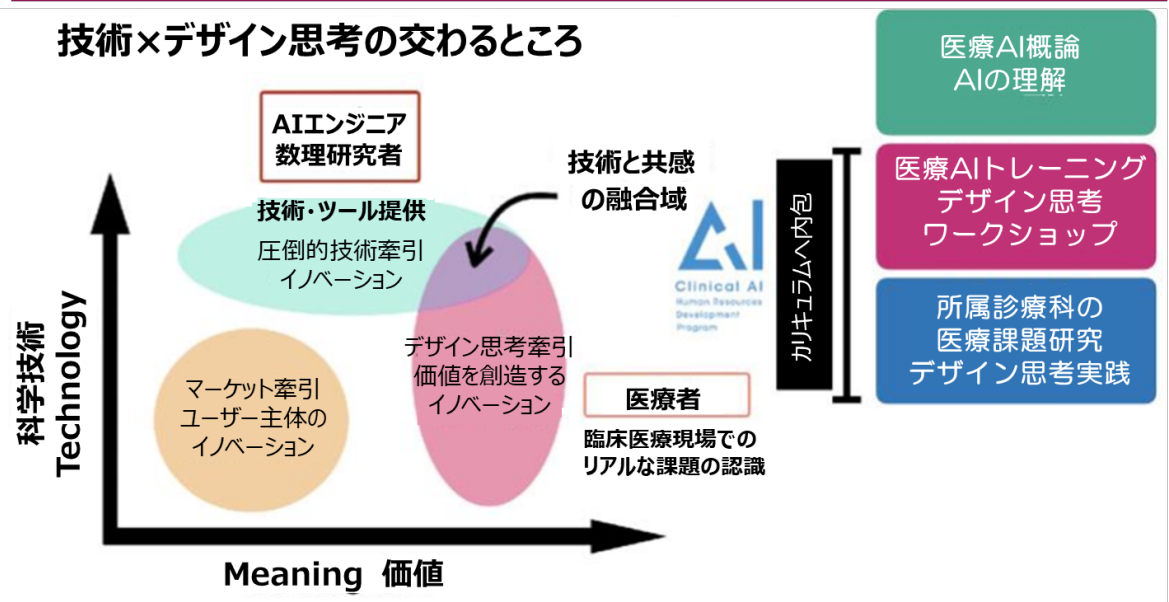 技術×デザイン思考の交わるところ
AIエンジニア
数理研究者
技術・ツール提供
圧倒的技術牽引
イノベーション
技術と共感
の融合域
デザイン思考牽引
価値を創造する
イノベーション
マーケット牽引
ユーザー主体の
イノベーション
医療者
臨床医療現場での
リアルな課題の認識
科学技術
Technology
Meaning 価値
AI
Clinical AI
Human Resources
Development
Program
カリキュラムへ内包
医療AI概論
AIの理解
医療AIトレーニング
デザイン思考
ワークショップ
所属診療科の
医療課題研究
デザイン思考実践